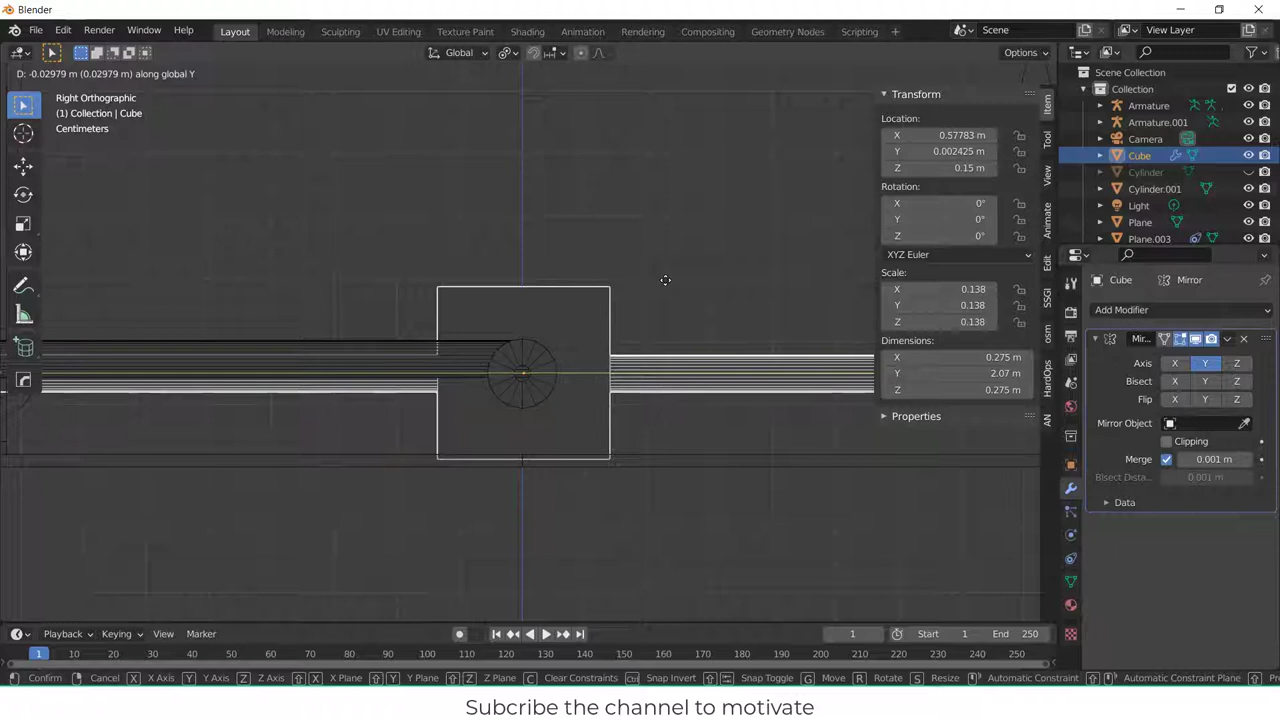 Blender
File Edit Render Window Help Layout Modeling Sculpting UV Editing Texture Paint Shading Animation Rendering Compositing Geometry Nodes Scripting + Scene View Layer
Global Options
D: -0.02979 m (0.02979 m) along global Y
Right Orthographic
(1) Collection | Cube
Centimeters
Transform
Location:
X 0.57783 m
Y 0.002425 m
Z 0.15 m
Rotation:
X 0°
Y 0°
Z 0°
XYZ Euler
Scale:
X 0.138
Y 0.138
Z 0.138
Dimensions:
X 0.275 m
Y 2.07 m
Z 0.275 m
Properties
Item
Tool
View
Animate
Edit
SSGI
osm
HardOps
AN
Scene Collection
Collection
Armature
Armature.001
Camera
Cube
Cylinder
Cylinder.001
Light
Plane
Plane.003
Cube Mirror
Add Modifier
Mir...
Axis X Y Z
Bisect X Y Z
Flip X Y Z
Mirror Object
Clipping
Merge 0.001 m
Bisect Dista... 0.001 m
Data
Playback Keying View Marker 1 Start 1 End 250
1 10 20 30 40 50 60 70 80 90 100 110 120 130 140 150 160 170 180 190 200 210 220 230 240 250
Confirm Cancel X X Axis Y Y Axis Z Z Axis X X Plane Y Y Plane Z Z Plane C Clear Constraints Ctrl Snap Invert Snap Toggle G Move R Rotate S Resize Automatic Constraint Automatic Constraint Plane
Subcribe the channel to motivate